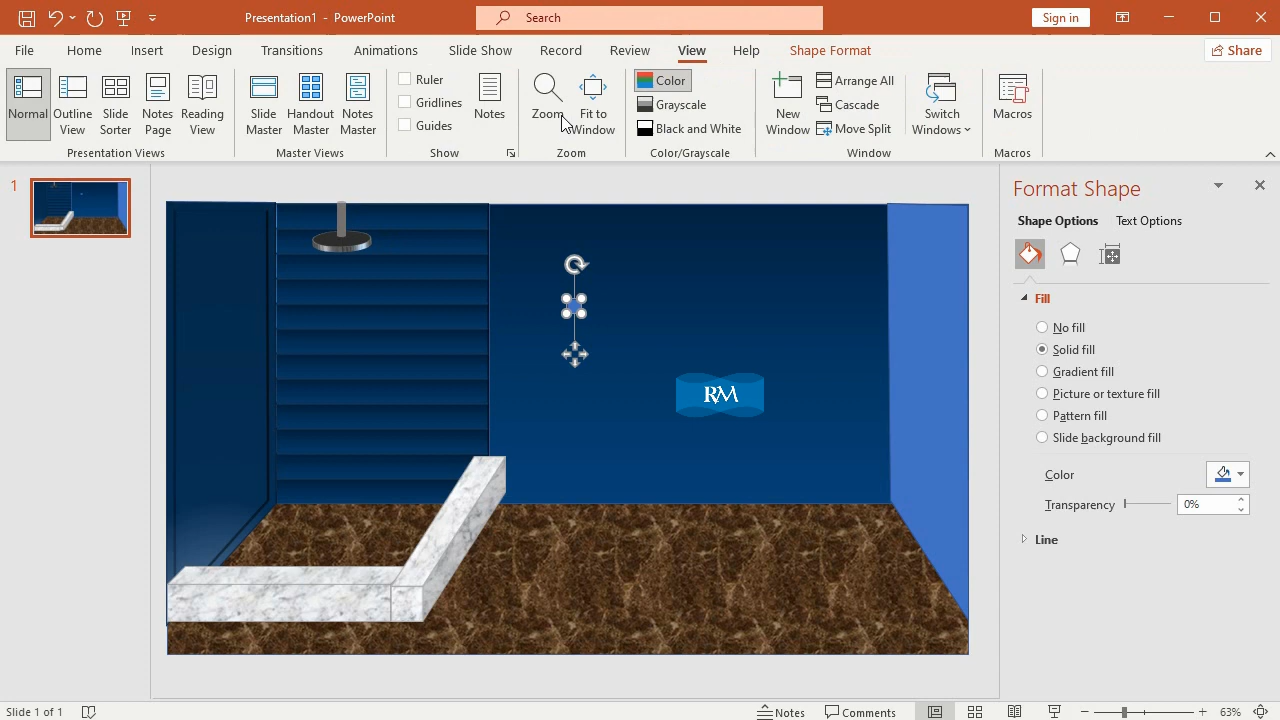 Presentation1 - PowerPoint
Search
Sign in
File Home Insert Design Transitions Animations Slide Show Record Review View Help Shape Format Share
Normal
Outline View
Slide Sorter
Notes Page
Reading View
Presentation Views
Slide Master
Handout Master
Notes Master
Master Views
Ruler
Gridlines
Guides
Notes
Show
Zoom
Fit to Window
Zoom
Color
Grayscale
Black and White
Color/Grayscale
New Window
Arrange All
Cascade
Move Split
Switch Windows
Window
Macros
Macros
1
RM
Format Shape
Shape Options Text Options
Fill
No fill
Solid fill
Gradient fill
Picture or texture fill
Pattern fill
Slide background fill
Color
Transparency 0%
Line
Slide 1 of 1
Notes Comments 63%